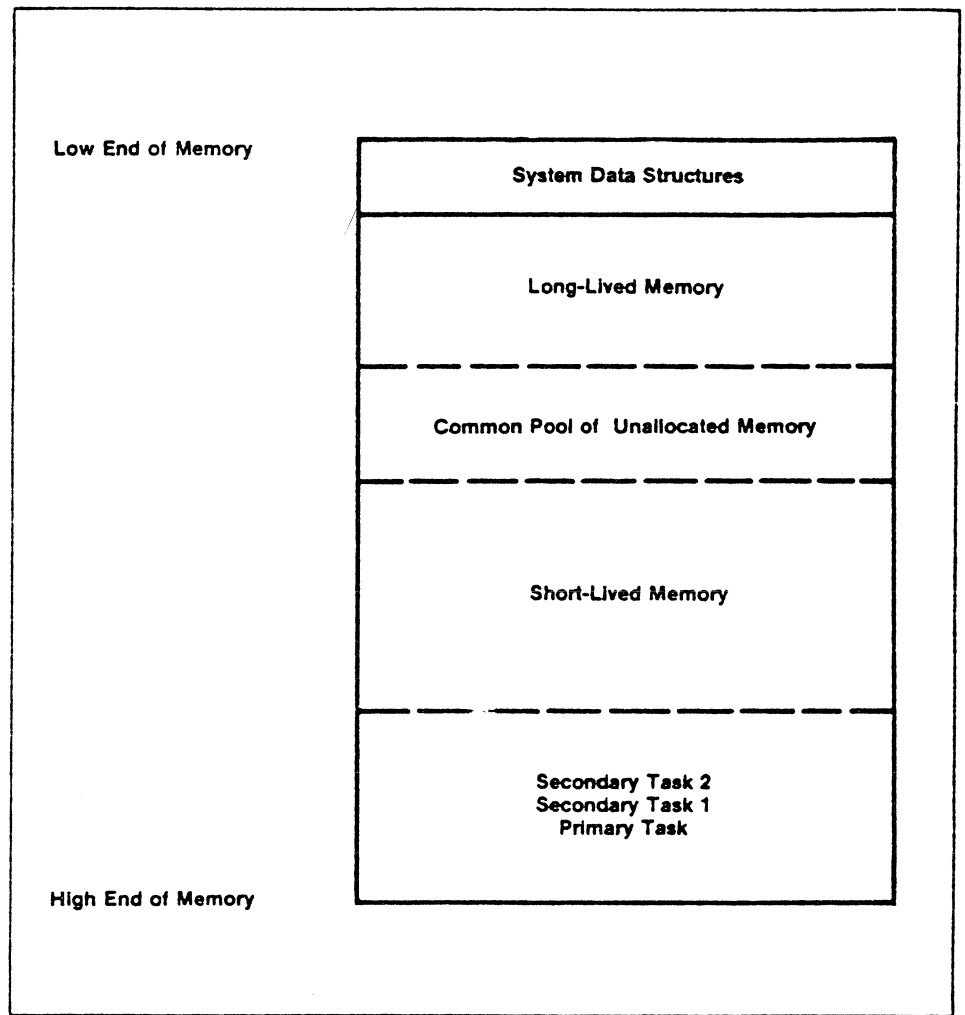 Low End of Memory
System Data Structures
Long-Lived Memory
Common Pool of Unallocated Memory
Short-Lived Memory
Secondary Task 2
Secondary Task 1
Primary Task
High End of Memory